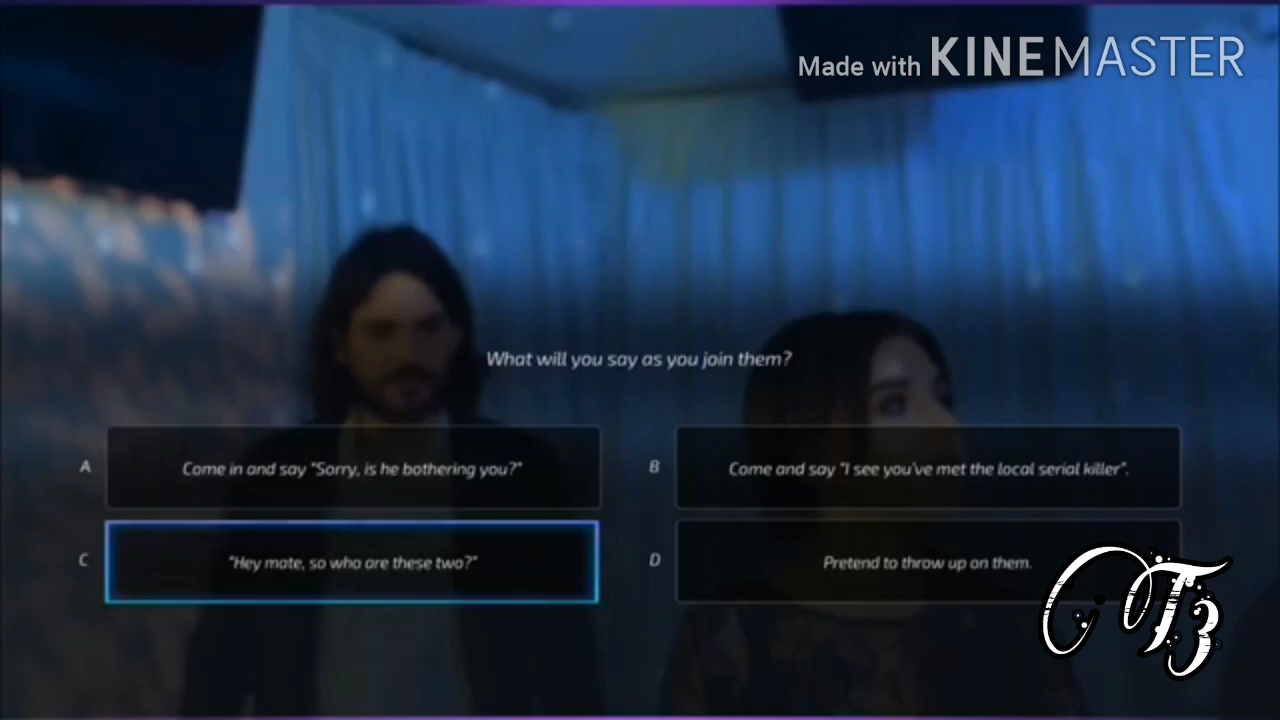 Made with KINEMASTER
What will you say as you join them?
A
Come in and say "Sorry, is he bothering you?"
B
Come and say "I see you've met the local serial killer".
C
"Hey mate, so who are these two?"
D
Pretend to throw up on them.